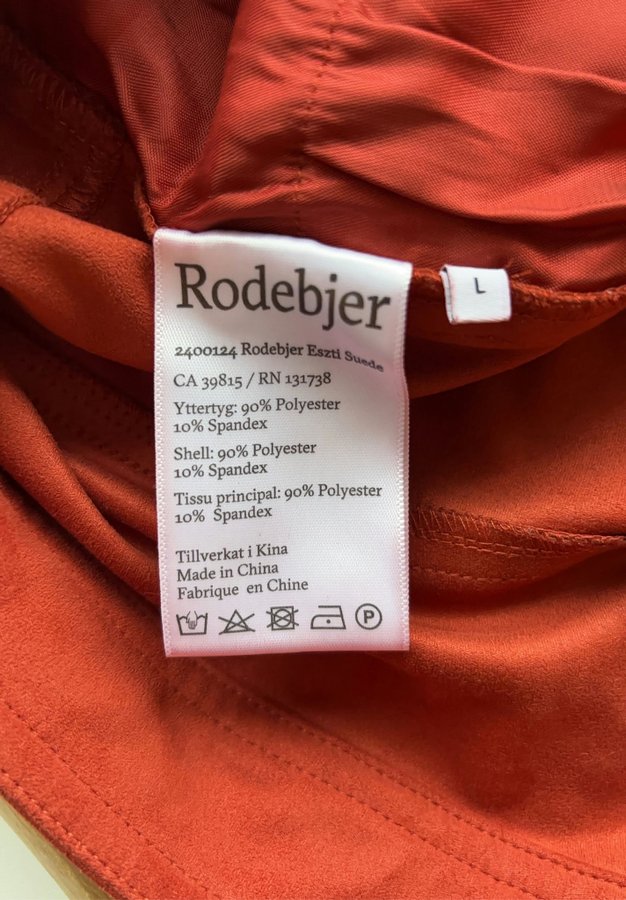 Rodebjer
L
2400124 Rodebjer Eszti Suede
CA 39815 / RN 131738
Yttertyg: 90% Polyester
10% Spandex
Shell: 90% Polyester
10% Spandex
Tissu principal: 90% Polyester
10% Spandex
Tillverkat i Kina
Made in China
Fabrique en Chine
P